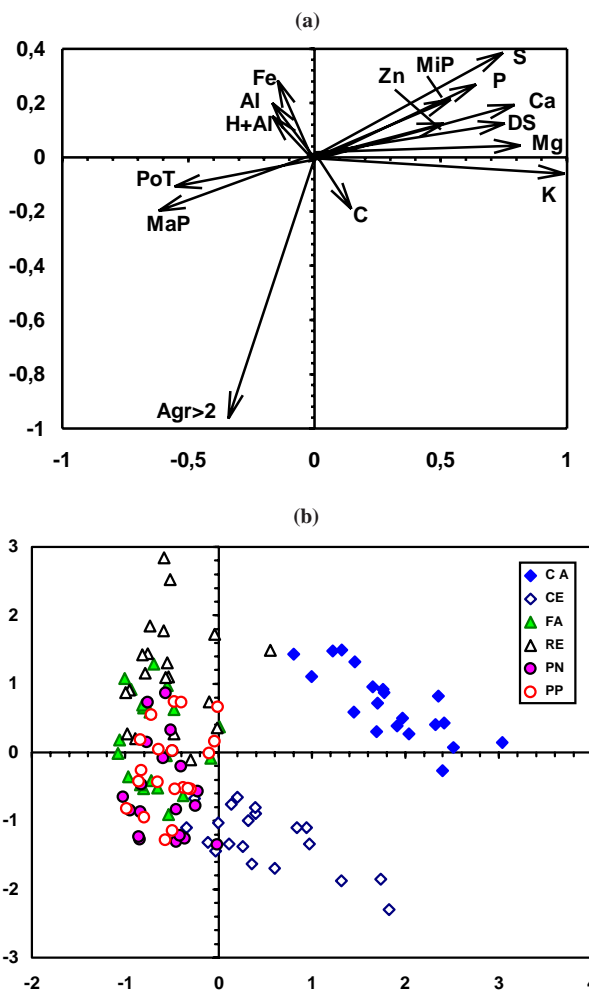 (a)
0,4
0,2
0
-0,2
-0,4
-0,6
-0,8
-1
S
MiP
P
Zn
Fe
Ca
Al
DS
H+Al
Mg
PoT
K
MaP
C
Agr>2
-1
-0,5
0
0,5
1
(b)
3
2
1
0
-1
-2
-3
C A
CE
FA
RE
PN
PP
-2
-1
0
1
2
3
4